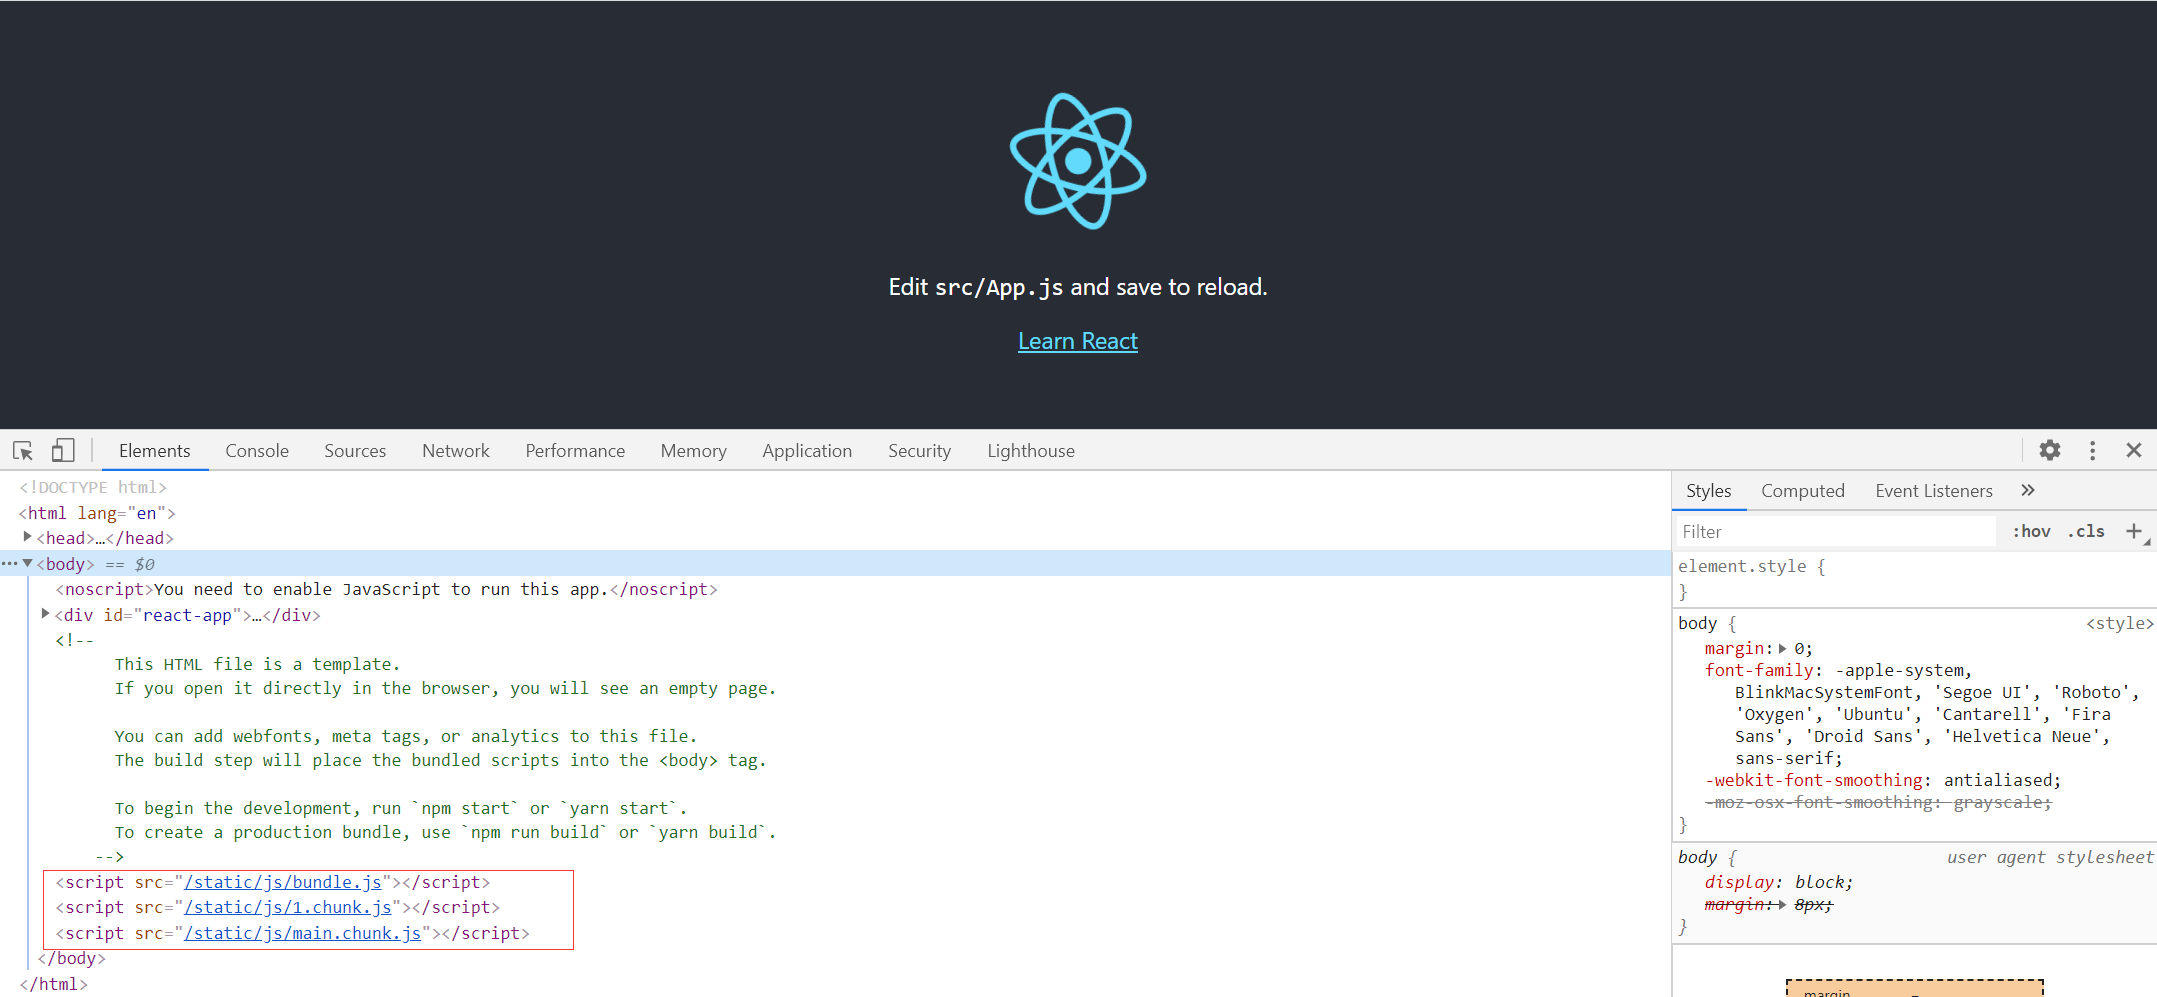 Edit src/App.js and save to reload.
Learn React
Elements Console Sources Network Performance Memory Application Security Lighthouse
<!DOCTYPE html>
<html lang="en">
<head>…</head>
<body> == $0
<noscript>You need to enable JavaScript to run this app.</noscript>
<div id="react-app">…</div>
<!--
This HTML file is a template.
If you open it directly in the browser, you will see an empty page.
You can add webfonts, meta tags, or analytics to this file.
The build step will place the bundled scripts into the <body> tag.
To begin the development, run `npm start` or `yarn start`.
To create a production bundle, use `npm run build` or `yarn build`.
-->
<script src="/static/js/bundle.js"></script>
<script src="/static/js/1.chunk.js"></script>
<script src="/static/js/main.chunk.js"></script>
</body>
</html>
Styles Computed Event Listeners »
Filter :hov .cls +
element.style {
}
body { <style>
margin: 0;
font-family: -apple-system,
BlinkMacSystemFont, 'Segoe UI', 'Roboto',
'Oxygen', 'Ubuntu', 'Cantarell', 'Fira
Sans', 'Droid Sans', 'Helvetica Neue',
sans-serif;
-webkit-font-smoothing: antialiased;
-moz-osx-font-smoothing: grayscale;
}
body { user agent stylesheet
display: block;
margin: 8px;
}
margin -